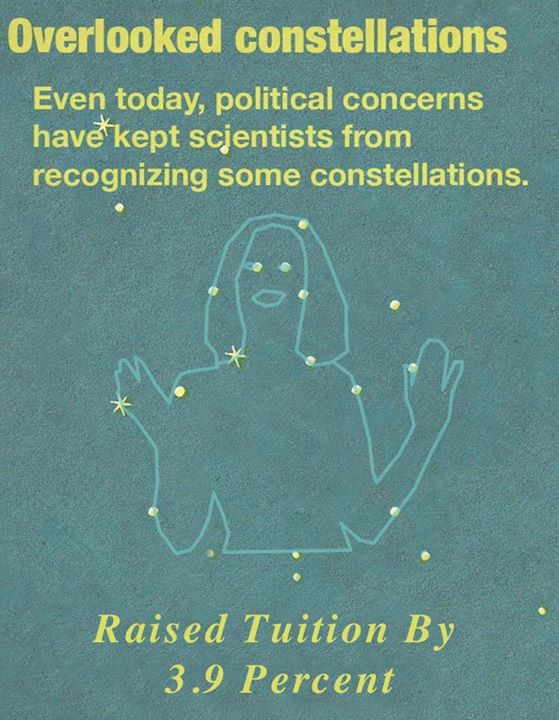 Overlooked constellations
Even today, political concerns
have kept scientists from
recognizing some constellations.
Raised Tuition By
3.9 Percent